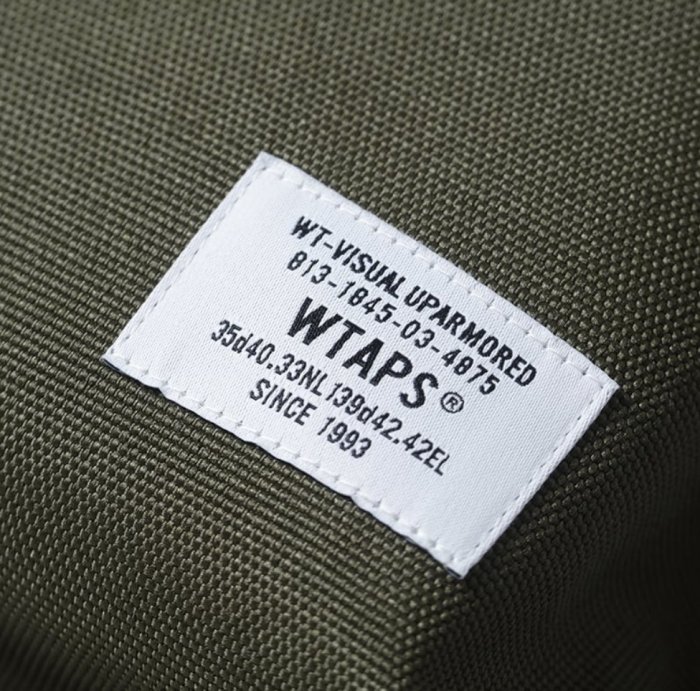 WT-VISUAL UPARMORED
813-1845-03-4875
WTAPS®
35d40.33NL139d42.42EL
SINCE 1993